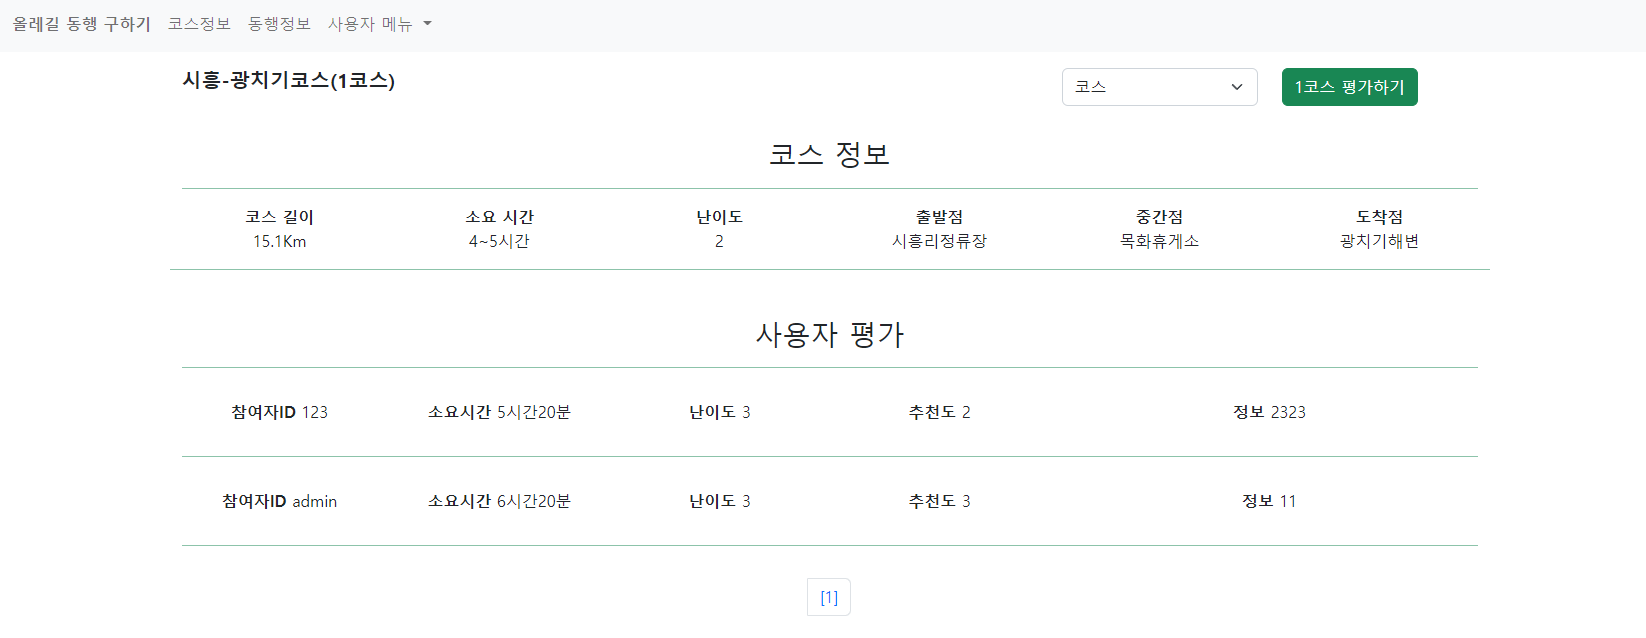 올레길 동행 구하기 코스정보 동행정보 사용자 메뉴
시흥-광치기코스(1코스) 코스 1코스 평가하기
코스 정보
코스 길이 소요 시간 난이도 출발점 중간점 도착점
15.1Km 4~5시간 2 시흥리정류장 목화휴게소 광치기해변
사용자 평가
참여자ID 123 소요시간 5시간20분 난이도 3 추천도 2 정보 2323
참여자ID admin 소요시간 6시간20분 난이도 3 추천도 3 정보 11
[1]